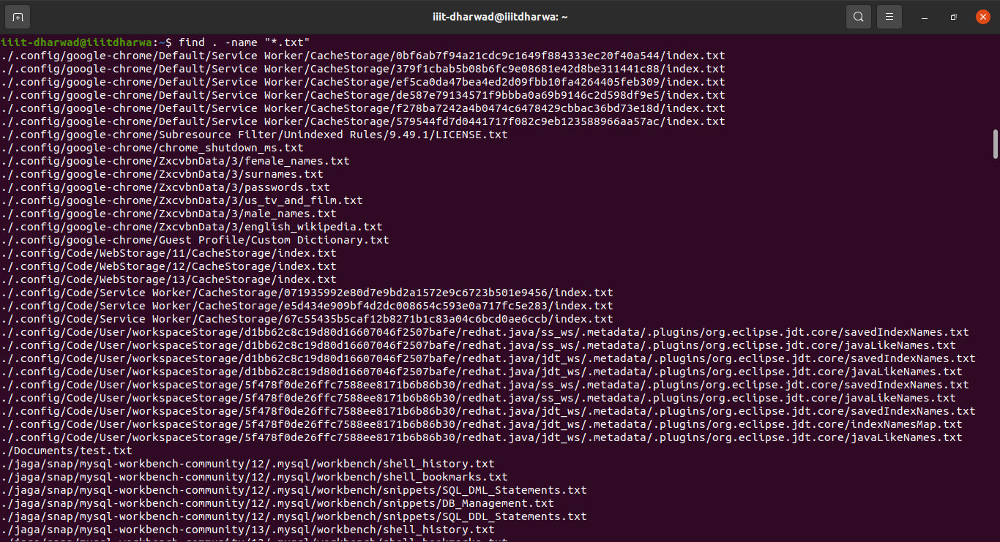 iiit-dharwad@iiitdharwa: ~
iiit-dharwad@iiitdharwa:~$ find . -name "*.txt"
./.config/google-chrome/Default/Service Worker/CacheStorage/0bf6ab7f94a21cdc9c1649f884333ec20f40a544/index.txt
./.config/google-chrome/Default/Service Worker/CacheStorage/379f1cbab5b08b6fc9e08681e42d8be311441c88/index.txt
./.config/google-chrome/Default/Service Worker/CacheStorage/ef5ca0da47bea4ed2d09fbb10fa4264405feb309/index.txt
./.config/google-chrome/Default/Service Worker/CacheStorage/de587e79134571f9bbba0a69b9146c2d598df9e5/index.txt
./.config/google-chrome/Default/Service Worker/CacheStorage/f278ba7242a4b0474c6478429cbbac36bd73e18d/index.txt
./.config/google-chrome/Default/Service Worker/CacheStorage/579544fd7d0441717f082c9eb123588966aa57ac/index.txt
./.config/google-chrome/Subresource Filter/Unindexed Rules/9.49.1/LICENSE.txt
./.config/google-chrome/chrome_shutdown_ms.txt
./.config/google-chrome/ZxcvbnData/3/female_names.txt
./.config/google-chrome/ZxcvbnData/3/surnames.txt
./.config/google-chrome/ZxcvbnData/3/passwords.txt
./.config/google-chrome/ZxcvbnData/3/us_tv_and_film.txt
./.config/google-chrome/ZxcvbnData/3/male_names.txt
./.config/google-chrome/ZxcvbnData/3/english_wikipedia.txt
./.config/google-chrome/Guest Profile/Custom Dictionary.txt
./.config/Code/WebStorage/11/CacheStorage/index.txt
./.config/Code/WebStorage/12/CacheStorage/index.txt
./.config/Code/WebStorage/13/CacheStorage/index.txt
./.config/Code/Service Worker/CacheStorage/071935992e80d7e9bd2a1572e9c6723b501e9456/index.txt
./.config/Code/Service Worker/CacheStorage/e5d434e909bf4d2dc008654c593e0a717fc5e283/index.txt
./.config/Code/Service Worker/CacheStorage/67c55435b5caf12b8271b1c83a04c6bcd0ae6ccb/index.txt
./.config/Code/User/workspaceStorage/d1bb62c8c19d80d16607046f2507bafe/redhat.java/ss_ws/.metadata/.plugins/org.eclipse.jdt.core/savedIndexNames.txt
./.config/Code/User/workspaceStorage/d1bb62c8c19d80d16607046f2507bafe/redhat.java/ss_ws/.metadata/.plugins/org.eclipse.jdt.core/javaLikeNames.txt
./.config/Code/User/workspaceStorage/d1bb62c8c19d80d16607046f2507bafe/redhat.java/jdt_ws/.metadata/.plugins/org.eclipse.jdt.core/savedIndexNames.txt
./.config/Code/User/workspaceStorage/d1bb62c8c19d80d16607046f2507bafe/redhat.java/jdt_ws/.metadata/.plugins/org.eclipse.jdt.core/javaLikeNames.txt
./.config/Code/User/workspaceStorage/5f478f0de26ffc7588ee8171b6b86b30/redhat.java/ss_ws/.metadata/.plugins/org.eclipse.jdt.core/savedIndexNames.txt
./.config/Code/User/workspaceStorage/5f478f0de26ffc7588ee8171b6b86b30/redhat.java/ss_ws/.metadata/.plugins/org.eclipse.jdt.core/javaLikeNames.txt
./.config/Code/User/workspaceStorage/5f478f0de26ffc7588ee8171b6b86b30/redhat.java/jdt_ws/.metadata/.plugins/org.eclipse.jdt.core/savedIndexNames.txt
./.config/Code/User/workspaceStorage/5f478f0de26ffc7588ee8171b6b86b30/redhat.java/jdt_ws/.metadata/.plugins/org.eclipse.jdt.core/indexNamesMap.txt
./.config/Code/User/workspaceStorage/5f478f0de26ffc7588ee8171b6b86b30/redhat.java/jdt_ws/.metadata/.plugins/org.eclipse.jdt.core/javaLikeNames.txt
./Documents/test.txt
./jaga/snap/mysql-workbench-community/12/.mysql/workbench/shell_history.txt
./jaga/snap/mysql-workbench-community/12/.mysql/workbench/shell_bookmarks.txt
./jaga/snap/mysql-workbench-community/12/.mysql/workbench/snippets/SQL_DML_Statements.txt
./jaga/snap/mysql-workbench-community/12/.mysql/workbench/snippets/DB_Management.txt
./jaga/snap/mysql-workbench-community/12/.mysql/workbench/snippets/SQL_DDL_Statements.txt
./jaga/snap/mysql-workbench-community/13/.mysql/workbench/shell_history.txt